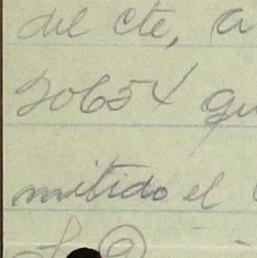 del cte, a
20654 qu
mitido el